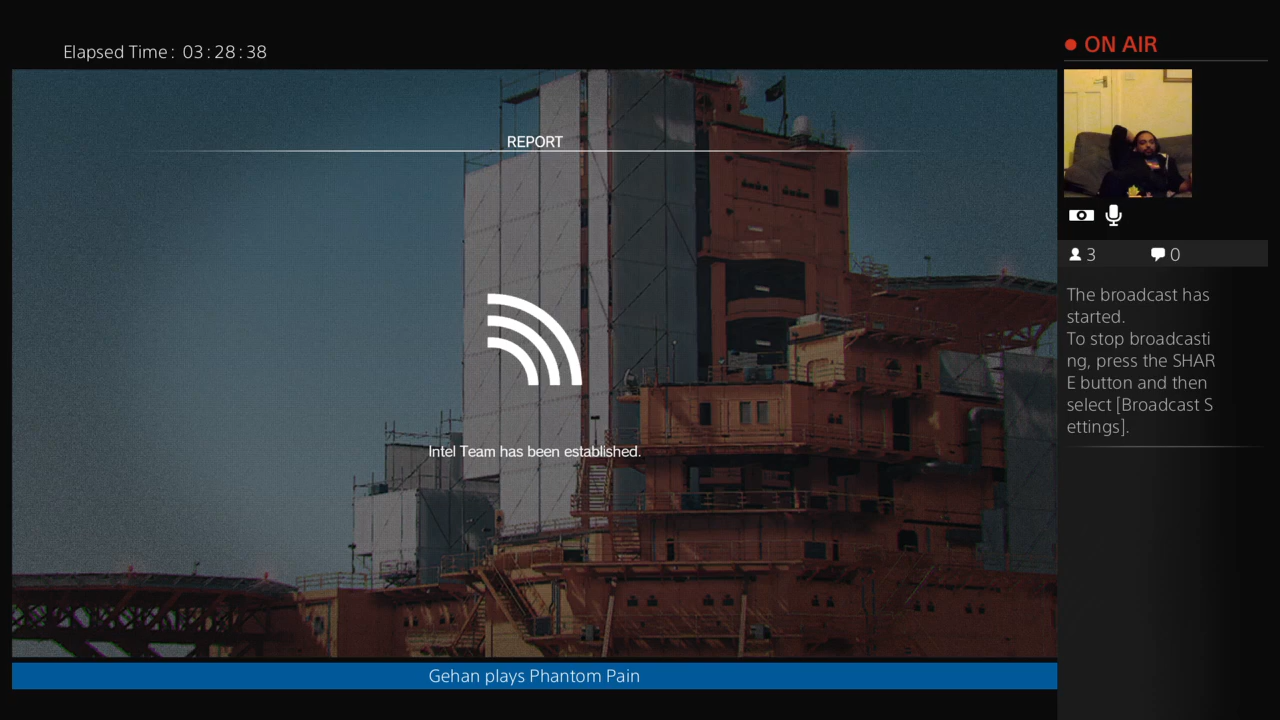 Elapsed Time: 03:28:38
ON AIR
REPORT
3 0
The broadcast has
started.
To stop broadcasti
ng, press the SHAR
E button and then
select [Broadcast S
ettings].
Intel Team has been established.
Gehan plays Phantom Pain